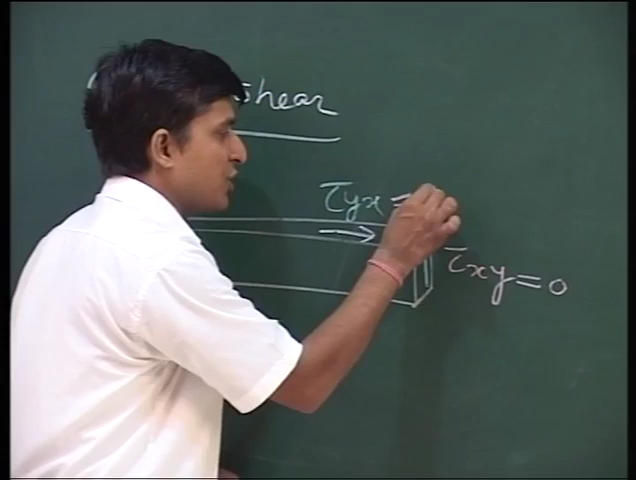 Shear
τyx =
τxy = 0